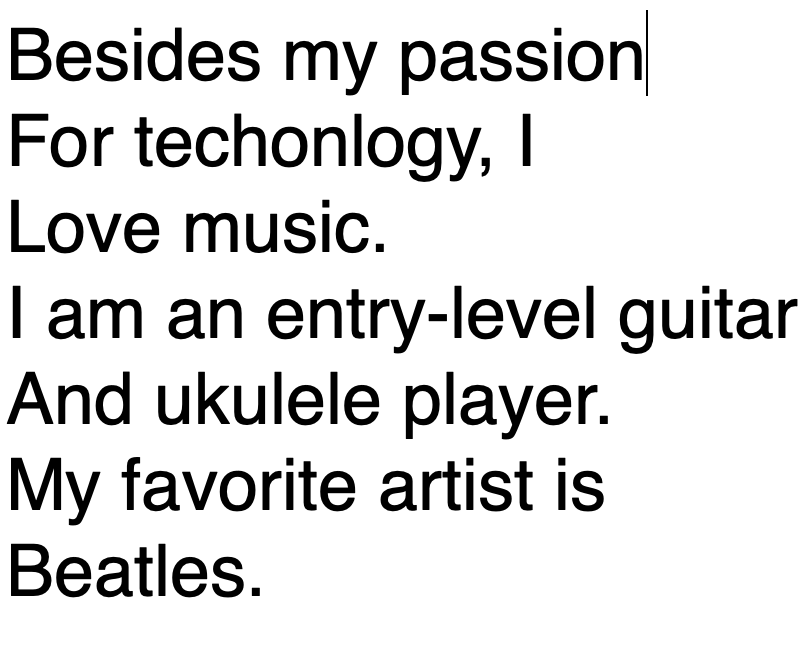 Besides my passion
For techonlogy, I
Love music.
I am an entry-level guitar
And ukulele player.
My favorite artist is
Beatles.